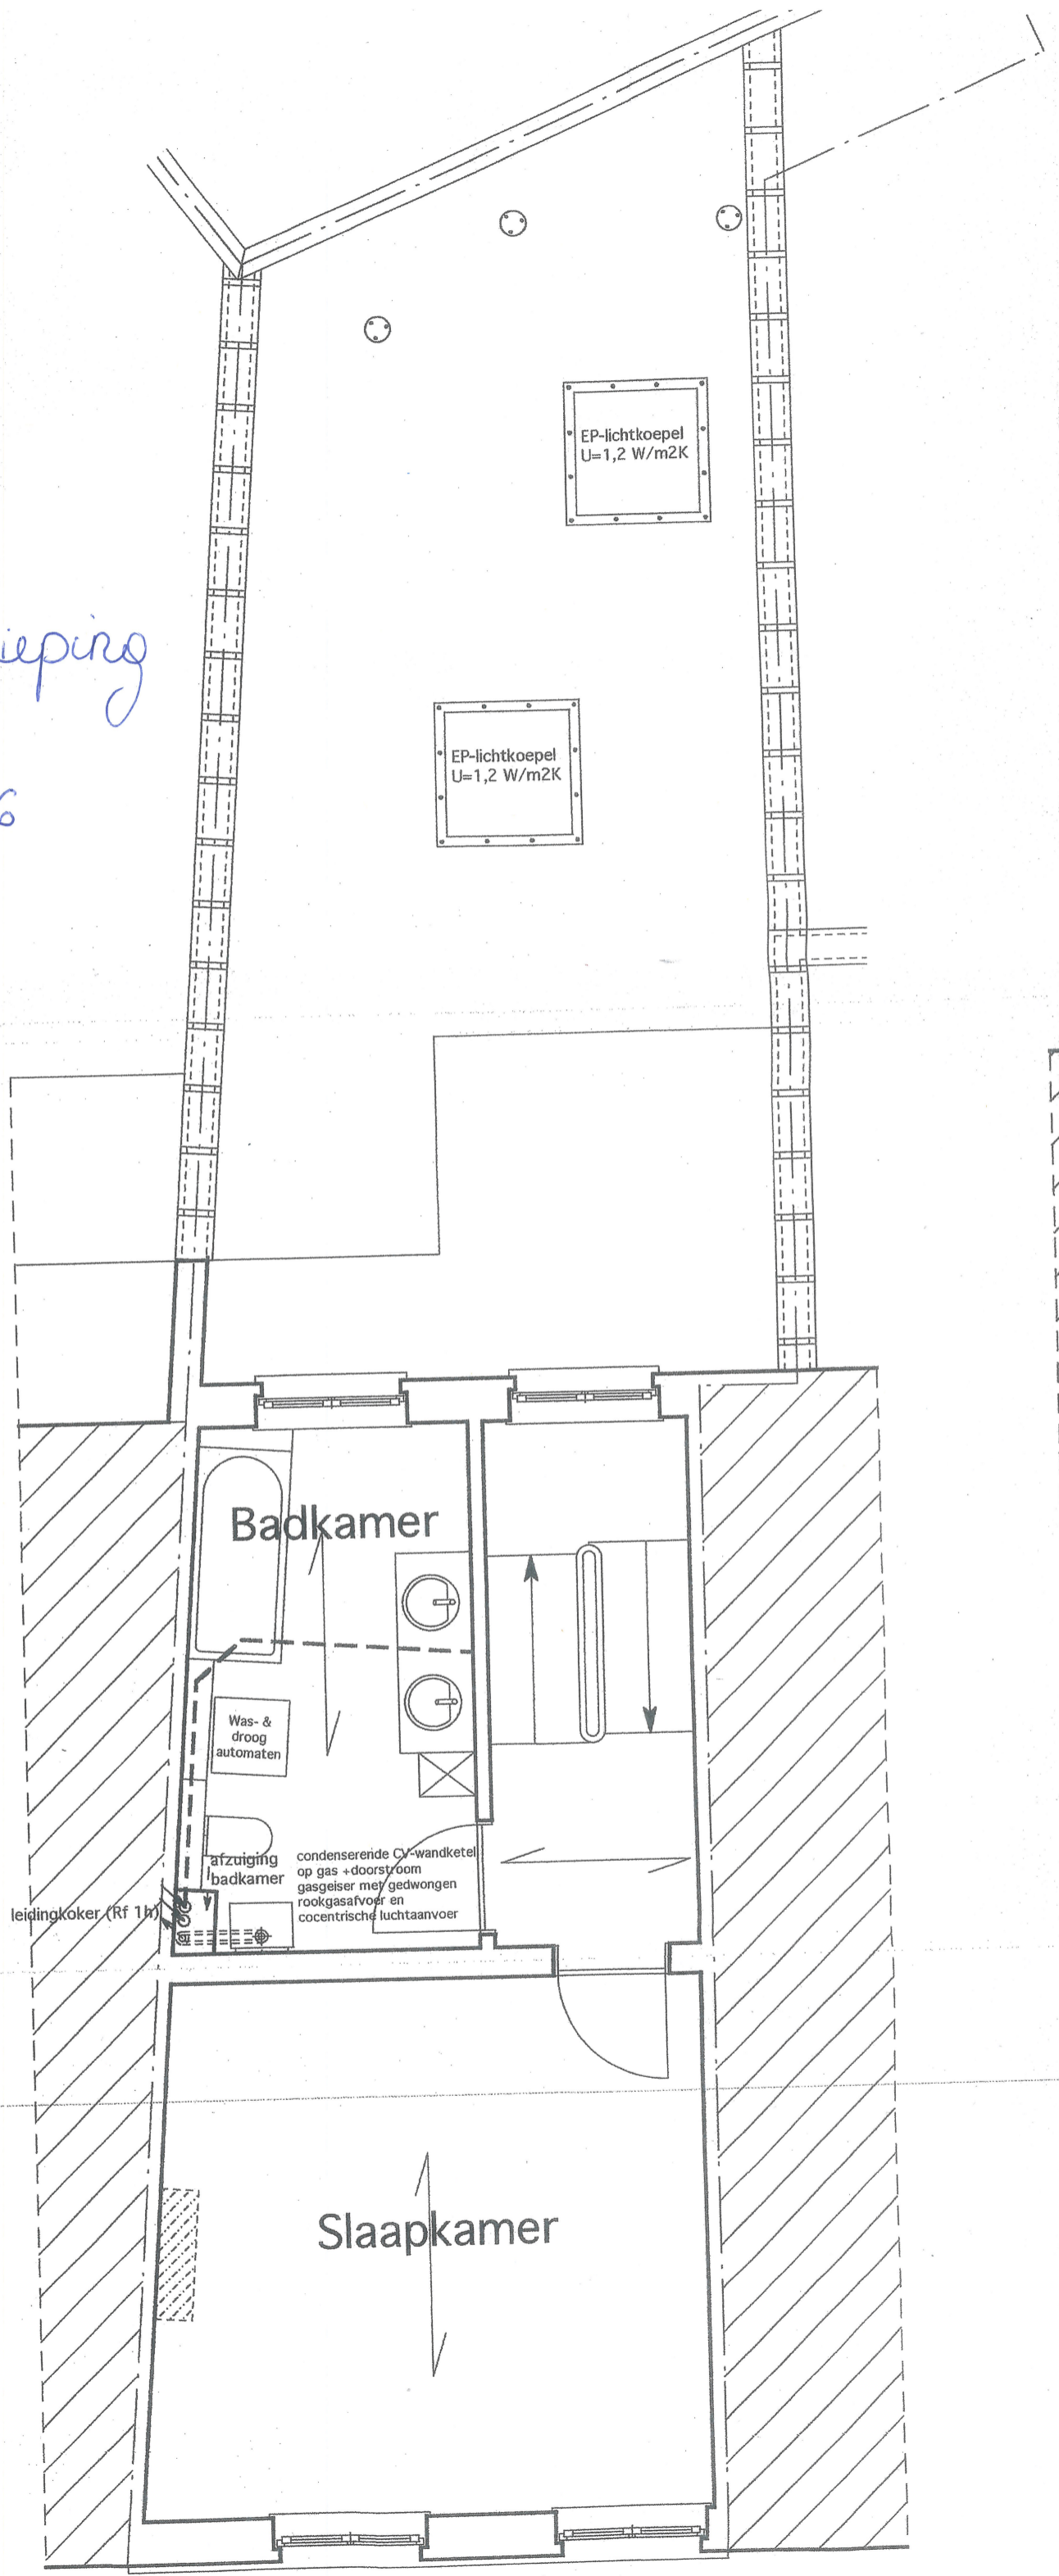 EP-lichtkoepel
U=1,2 W/m2K
ieping
EP-lichtkoepel
U=1,2 W/m2K
6
Badkamer
Was- &
droog
automaten
afzuiging
badkamer
condenserende CV-wandketel
op gas +doorstroom
gasgeiser met gedwongen
rookgasafvoer en
cocentrische luchtaanvoer
leidingkoker (Rf 1h)
Slaapkamer